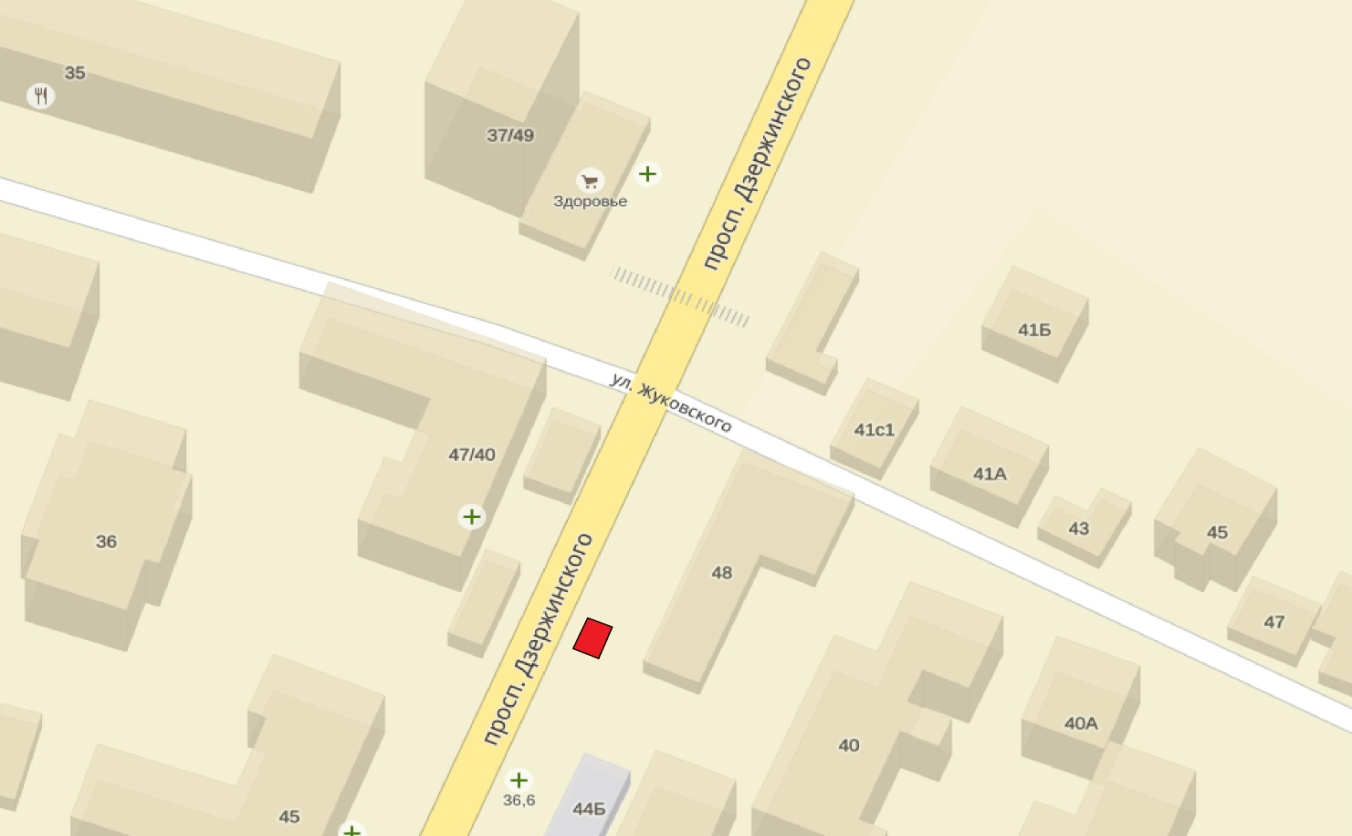 35
37/49
Здоровье
просп. Дзержинского
41Б
ул. Жуковского
41с1
47/40
41А
43
45
36
48
47
просп. Дзержинского
40А
40
36,6
44Б
45